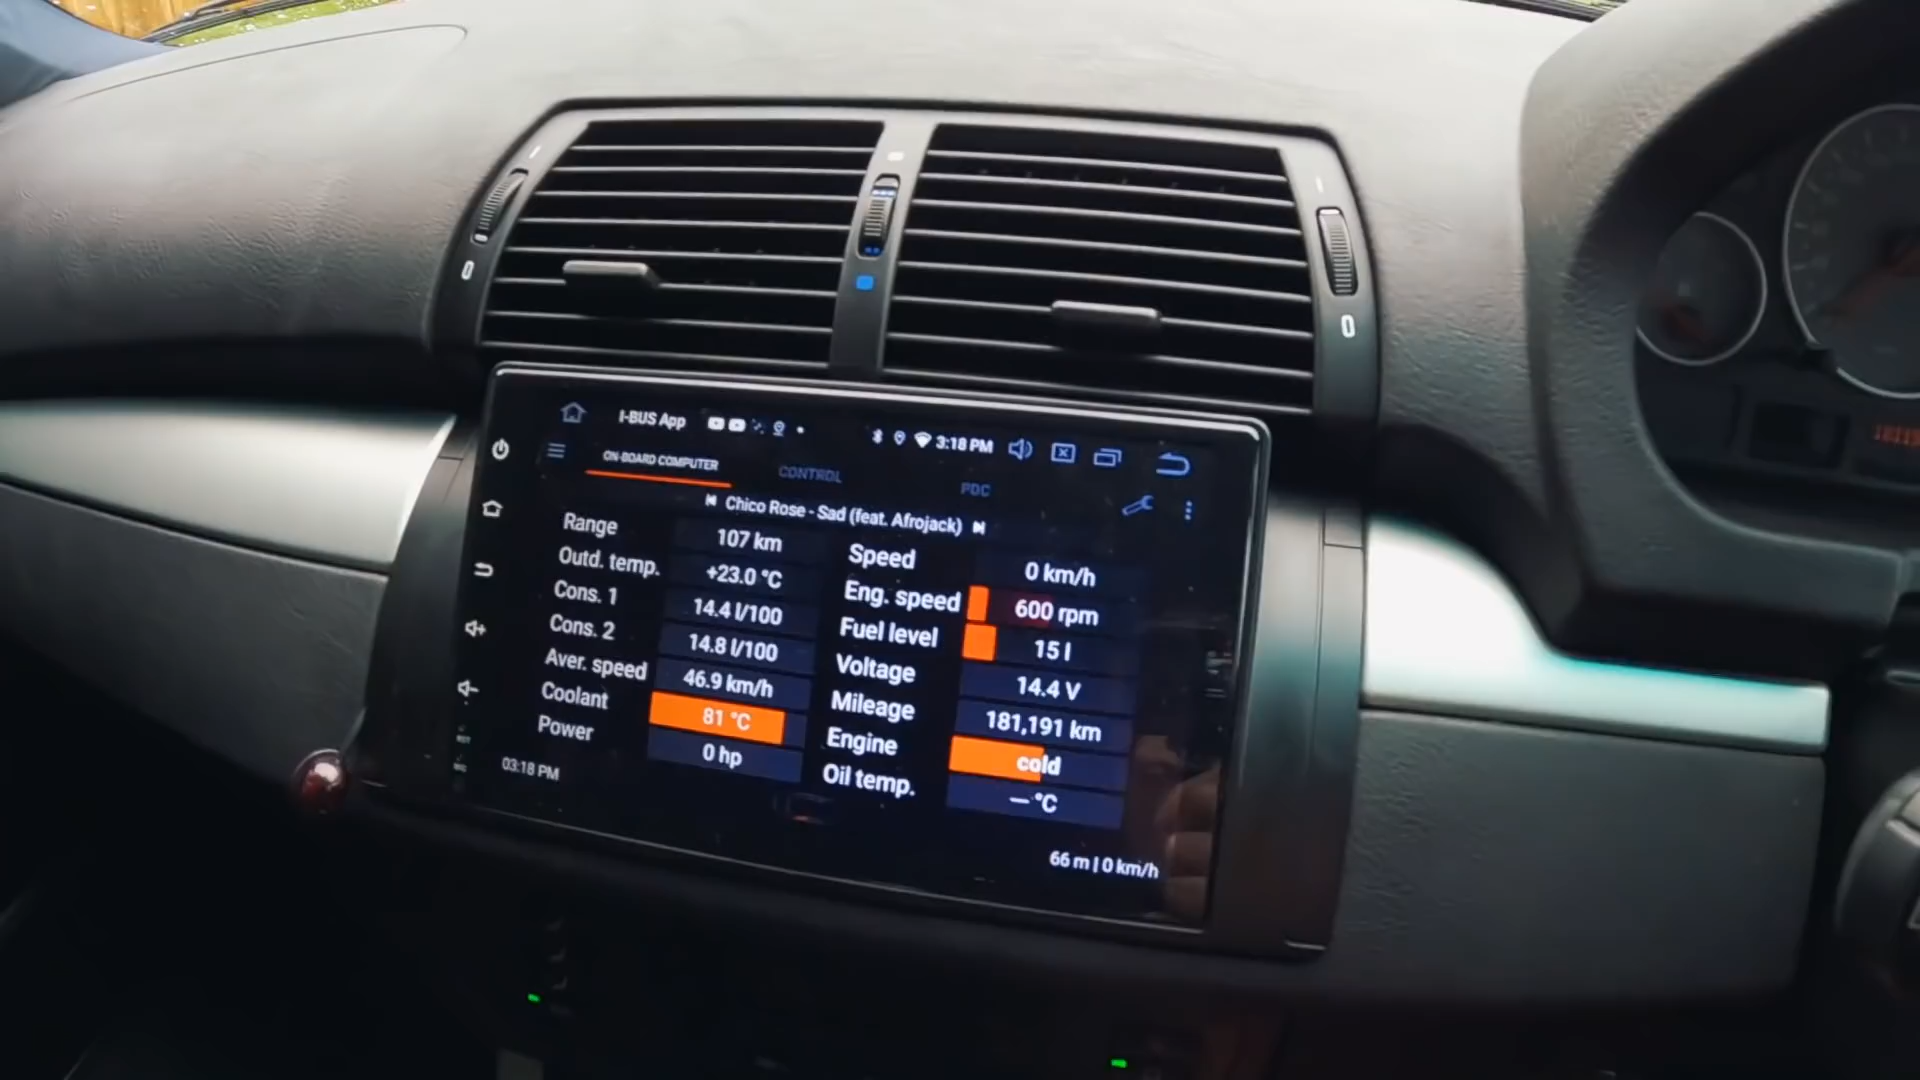 I-BUS App
3:18 PM
ON-BOARD COMPUTER
CONTROL
PDC
Chico Rose - Sad (feat. Afrojack)
Range 107 km
Outd. temp. +23.0 °C
Cons. 1 14.4 l/100
Cons. 2 14.8 l/100
Aver. speed 46.9 km/h
Coolant 81 °C
Power 0 hp
Speed 0 km/h
Eng. speed 600 rpm
Fuel level 15 l
Voltage 14.4 V
Mileage 181,191 km
Engine cold
Oil temp. — °C
03:18 PM
66 m | 0 km/h
0
0